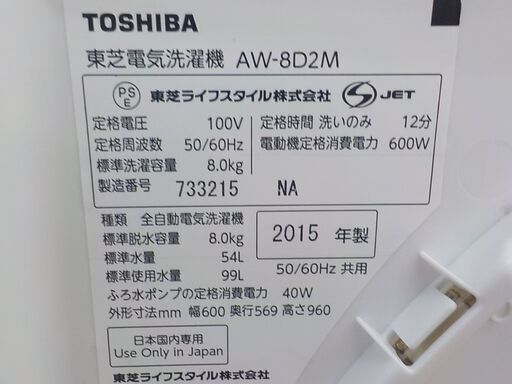 TOSHIBA
東芝電気洗濯機 AW-8D2M
PS E 東芝ライフスタイル株式会社 S JET
定格電圧 100V 定格時間 洗いのみ 12分
定格周波数 50/60Hz 電動機定格消費電力 600W
標準洗濯容量 8.0kg
製造番号 733215 NA
種類 全自動電気洗濯機
標準脱水容量 8.0kg 2015 年製
標準水量 54L
標準使用水量 99L 50/60Hz 共用
ふろ水ポンプの定格消費電力 40W
外形寸法mm 幅600 奥行569 高さ960
日本国内専用
Use Only in Japan
東芝ライフスタイル株式会社